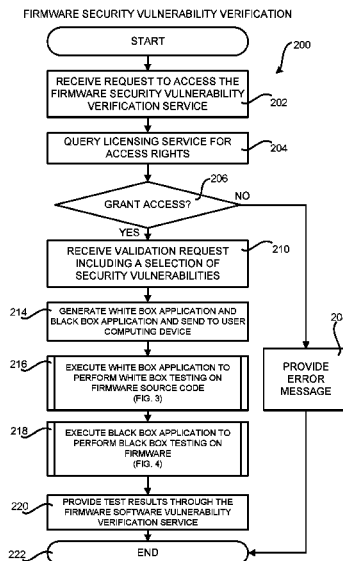 FIRMWARE SECURITY VULNERABILITY VERIFICATION
START
200
RECEIVE REQUEST TO ACCESS THE
FIRMWARE SECURITY VULNERABILITY
VERIFICATION SERVICE
202
QUERY LICENSING SERVICE FOR
ACCESS RIGHTS
204
206
GRANT ACCESS?
NO
YES
210
RECEIVE VALIDATION REQUEST
INCLUDING A SELECTION OF
SECURITY VULNERABILITIES
214
GENERATE WHITE BOX APPLICATION AND
BLACK BOX APPLICATION AND SEND TO USER
COMPUTING DEVICE
216
EXECUTE WHITE BOX APPLICATION TO
PERFORM WHITE BOX TESTING ON
FIRMWARE SOURCE CODE
(FIG. 3)
PROVIDE
ERROR
MESSAGE
218
EXECUTE BLACK BOX APPLICATION TO
PERFORM BLACK BOX TESTING ON
FIRMWARE
(FIG. 4)
220
PROVIDE TEST RESULTS THROUGH THE
FIRMWARE SOFTWARE VULNERABILITY
VERIFICATION SERVICE
222
END